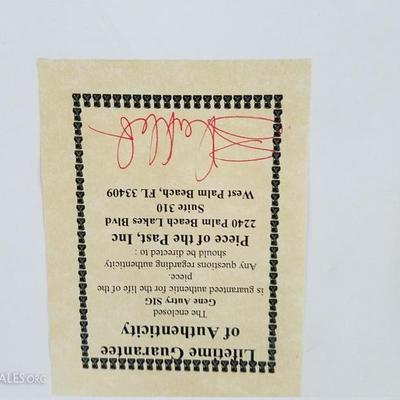 Lifetime Guarantee
of Authenticity
The enclosed
Gene Autry SIG
is guaranteed authentic for the life of the
piece.
Any questions regarding authenticity
should be directed to :
Piece of the Past, Inc
2240 Palm Beach Lakes Blvd
Suite 310
West Palm Beach, FL 33409
ALES.ORG